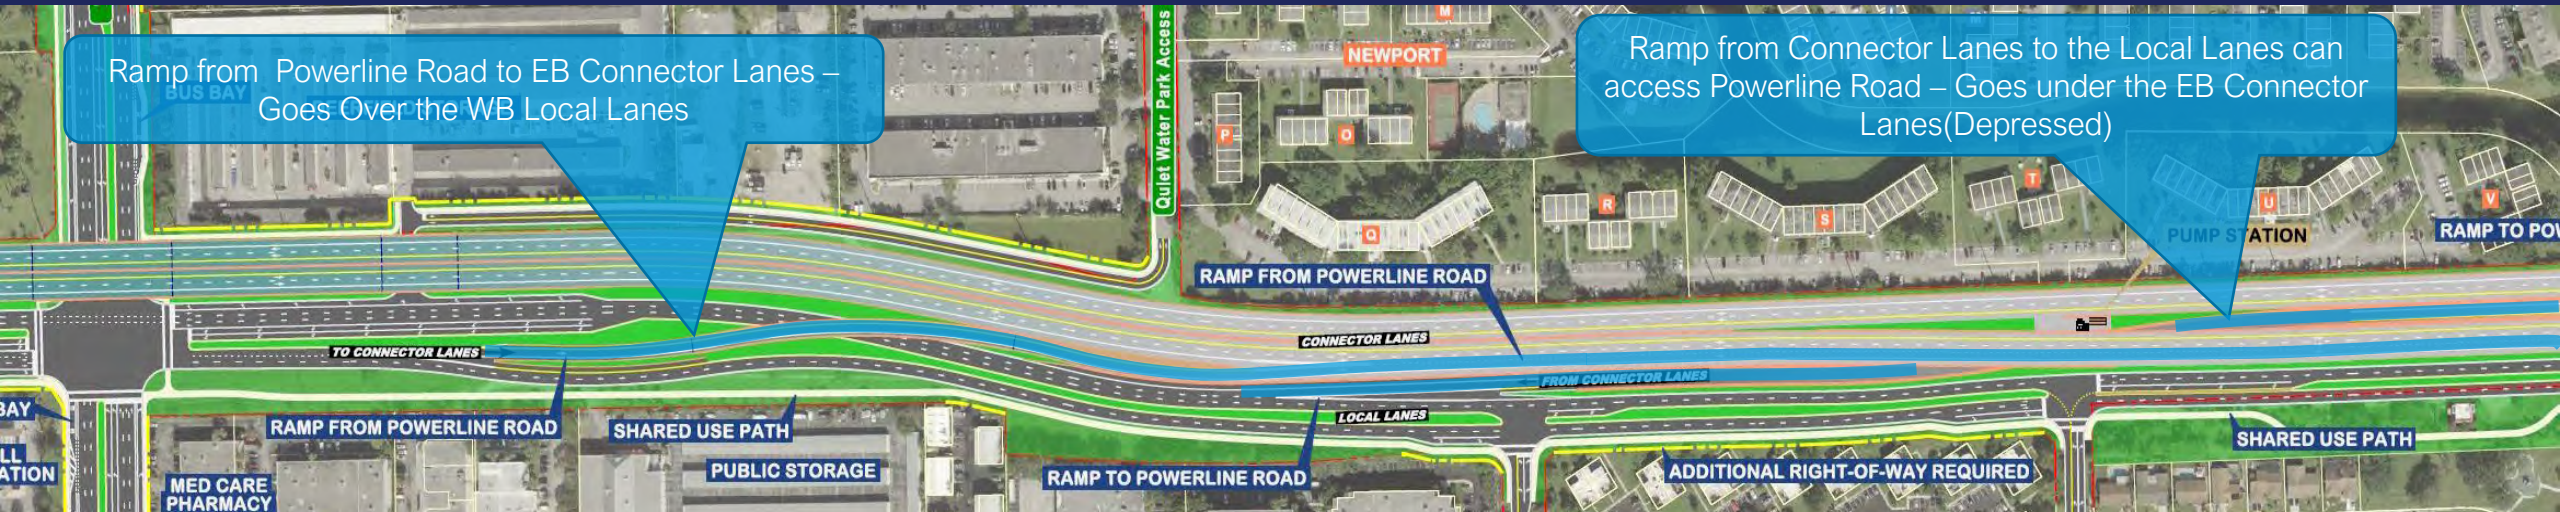 Ramp from Powerline Road to EB Connector Lanes –
Goes Over the WB Local Lanes
BUS BAY
Quiet Water Park Access
NEWPORT
M
P
O
Q
R
S
T
U
V
Ramp from Connector Lanes to the Local Lanes can
access Powerline Road – Goes under the EB Connector
Lanes(Depressed)
PUMP STATION
RAMP TO POW
RAMP FROM POWERLINE ROAD
CONNECTOR LANES
TO CONNECTOR LANES
FROM CONNECTOR LANES
LOCAL LANES
BAY
LL
ATION
RAMP FROM POWERLINE ROAD
SHARED USE PATH
PUBLIC STORAGE
MED CARE
PHARMACY
RAMP TO POWERLINE ROAD
ADDITIONAL RIGHT-OF-WAY REQUIRED
SHARED USE PATH